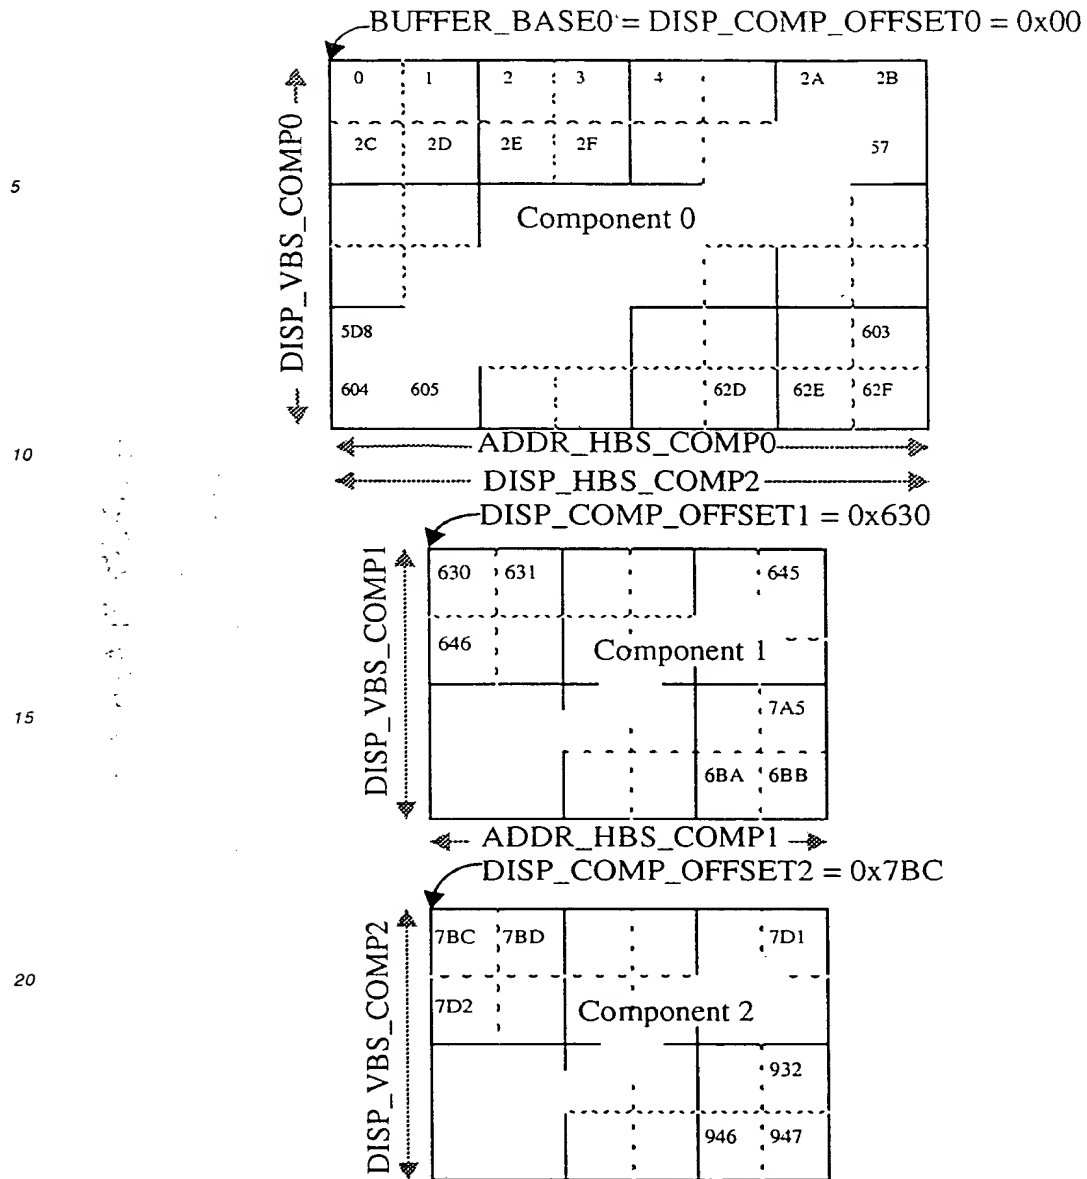 BUFFER_BASE0 = DISP_COMP_OFFSET0 = 0x00
0 1 2 3 4 2A 2B
2C 2D 2E 2F 57
5
DISP_VBS_COMP0
Component 0
5D8 603
604 605 62D 62E 62F
10
ADDR_HBS_COMP0
DISP_HBS_COMP2
DISP_COMP_OFFSET1 = 0x630
630 631 645
646
DISP_VBS_COMP1
Component 1
15
7A5
6BA 6BB
ADDR_HBS_COMP1
DISP_COMP_OFFSET2 = 0x7BC
7BC 7BD 7D1
20
7D2
DISP_VBS_COMP2
Component 2
932
946 947